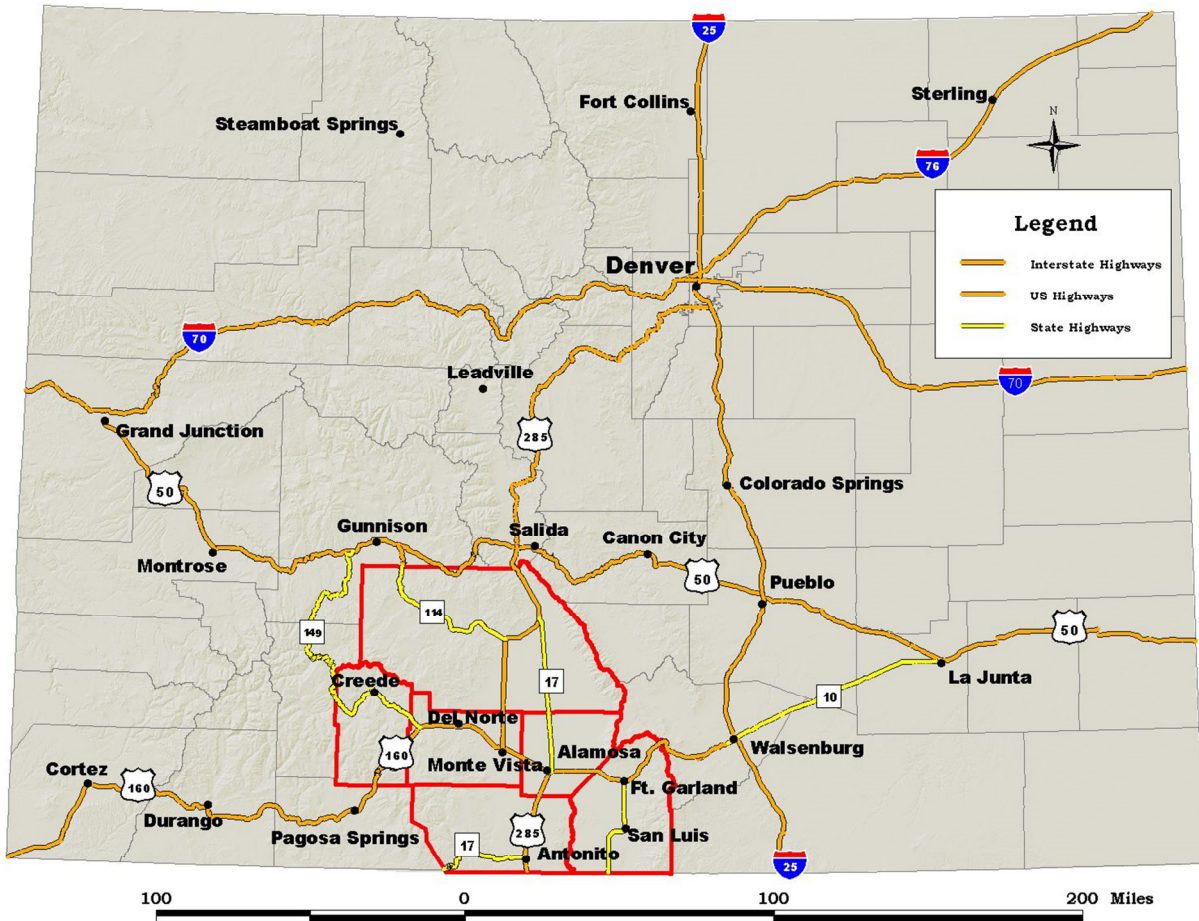 25
Fort Collins
Sterling
Steamboat Springs
N
76
Legend
Interstate Highways
US Highways
State Highways
Denver
70
70
Leadville
Grand Junction
285
50
Colorado Springs
Gunnison
Salida
Canon City
Montrose
50
Pueblo
114
149
50
Creede
17
La Junta
10
Del Norte
160
Monte Vista
Alamosa
Walsenburg
Cortez
160
Ft. Garland
Durango
Pagosa Springs
285
San Luis
17
Antonito
25
100
0
100
200 Miles